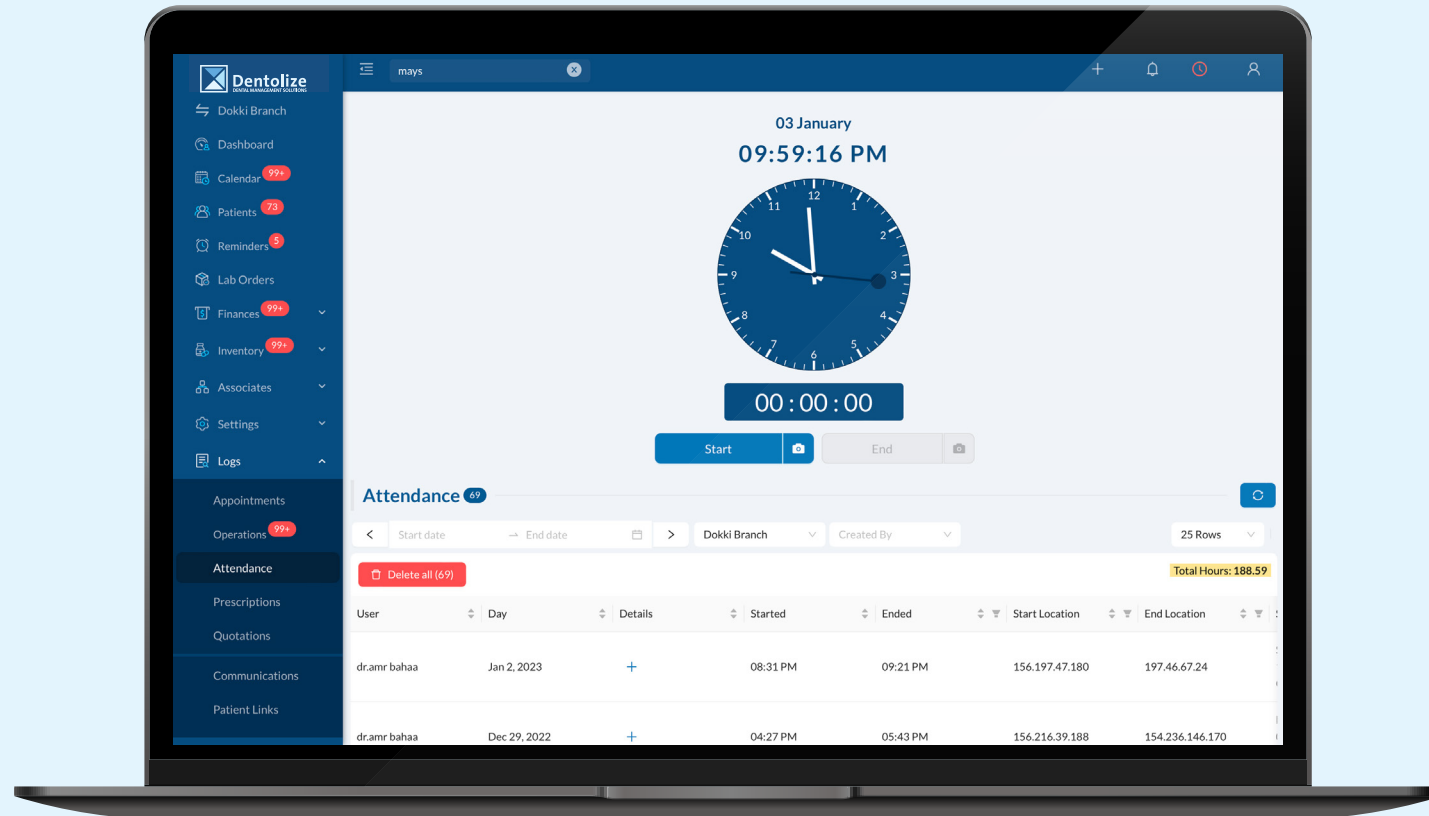 Dentolize
DENTAL MANAGEMENT SOLUTIONS
mays
Dokki Branch
Dashboard
Calendar 99+
Patients 73
Reminders 5
Lab Orders
Finances 99+
Inventory 99+
Associates
Settings
Logs
Appointments
Operations 99+
Attendance
Prescriptions
Quotations
Communications
Patient Links
03 January
09:59:16 PM
12
1
2
3
4
5
6
7
8
9
10
11
00 : 00 : 00
Start
End
Attendance 69
Start date → End date
Dokki Branch
Created By
25 Rows
Delete all (69)
Total Hours: 188.59
User Day Details Started Ended Start Location End Location
dr.amr bahaa Jan 2, 2023 + 08:31 PM 09:21 PM 156.197.47.180 197.46.67.24
dr.amr bahaa Dec 29, 2022 + 04:27 PM 05:43 PM 156.216.39.188 154.236.146.170